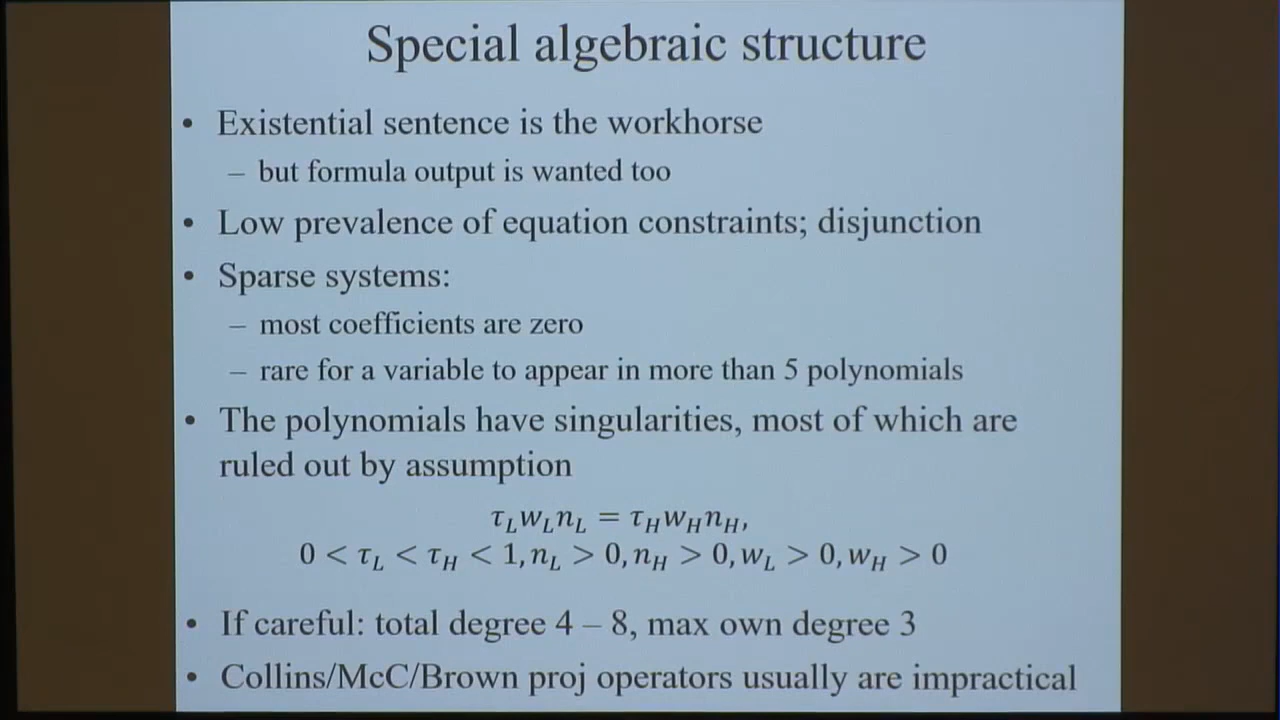 Special algebraic structure
• Existential sentence is the workhorse
– but formula output is wanted too
• Low prevalence of equation constraints; disjunction
• Sparse systems:
– most coefficients are zero
– rare for a variable to appear in more than 5 polynomials
• The polynomials have singularities, most of which are
ruled out by assumption
τ_L w_L n_L = τ_H w_H n_H,
0 < τ_L < τ_H < 1, n_L > 0, n_H > 0, w_L > 0, w_H > 0
• If careful: total degree 4 – 8, max own degree 3
• Collins/McC/Brown proj operators usually are impractical